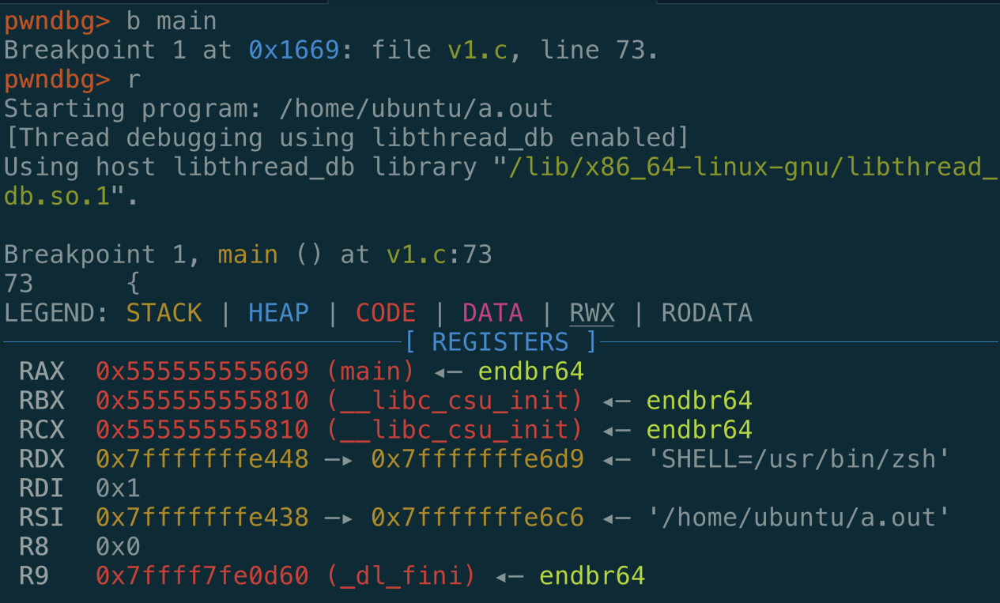 pwndbg> b main
Breakpoint 1 at 0x1669: file v1.c, line 73.
pwndbg> r
Starting program: /home/ubuntu/a.out
[Thread debugging using libthread_db enabled]
Using host libthread_db library "/lib/x86_64-linux-gnu/libthread_
db.so.1".
Breakpoint 1, main () at v1.c:73
73      {
LEGEND: STACK | HEAP | CODE | DATA | RWX | RODATA
[ REGISTERS ]
RAX  0x555555555669 (main) ◂— endbr64
RBX  0x555555555810 (__libc_csu_init) ◂— endbr64
RCX  0x555555555810 (__libc_csu_init) ◂— endbr64
RDX  0x7fffffffe448 —▸ 0x7fffffffe6d9 ◂— 'SHELL=/usr/bin/zsh'
RDI  0x1
RSI  0x7fffffffe438 —▸ 0x7fffffffe6c6 ◂— '/home/ubuntu/a.out'
R8   0x0
R9   0x7ffff7fe0d60 (_dl_fini) ◂— endbr64